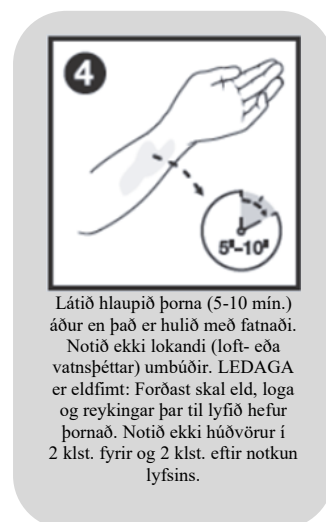 4
5ˢ–10ˢ
Látið hlaupið þorna (5-10 mín.)
áður en það er hulið með fatnaði.
Notið ekki lokandi (loft- eða
vatnsþéttar) umbúðir. LEDAGA
er eldfimt: Forðast skal eld, loga
og reykingar þar til lyfið hefur
þornað. Notið ekki húðvörur í
2 klst. fyrir og 2 klst. eftir notkun
lyfsins.